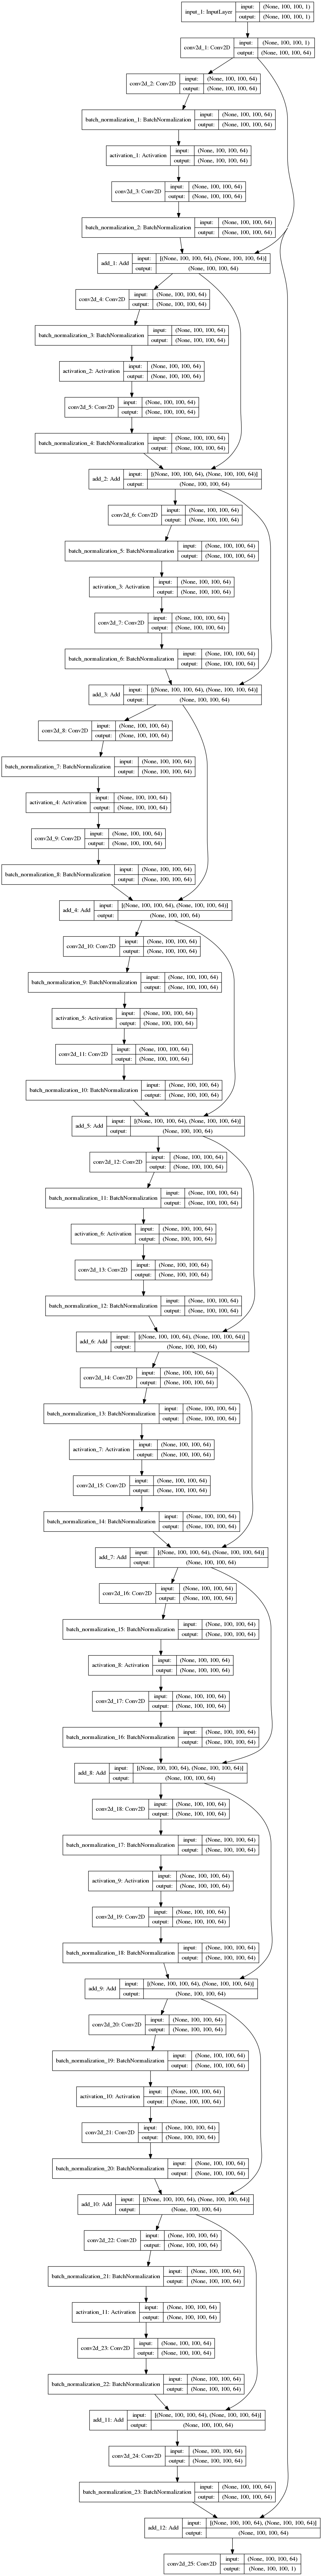 input_1: InputLayer input: (None, 100, 100, 1)
output: (None, 100, 100, 1)
conv2d_1: Conv2D input: (None, 100, 100, 1)
output: (None, 100, 100, 64)
conv2d_2: Conv2D input: (None, 100, 100, 64)
output: (None, 100, 100, 64)
batch_normalization_1: BatchNormalization input: (None, 100, 100, 64)
output: (None, 100, 100, 64)
activation_1: Activation input: (None, 100, 100, 64)
output: (None, 100, 100, 64)
conv2d_3: Conv2D input: (None, 100, 100, 64)
output: (None, 100, 100, 64)
batch_normalization_2: BatchNormalization input: (None, 100, 100, 64)
output: (None, 100, 100, 64)
add_1: Add input: [(None, 100, 100, 64), (None, 100, 100, 64)]
output: (None, 100, 100, 64)
conv2d_4: Conv2D input: (None, 100, 100, 64)
output: (None, 100, 100, 64)
batch_normalization_3: BatchNormalization input: (None, 100, 100, 64)
output: (None, 100, 100, 64)
activation_2: Activation input: (None, 100, 100, 64)
output: (None, 100, 100, 64)
conv2d_5: Conv2D input: (None, 100, 100, 64)
output: (None, 100, 100, 64)
batch_normalization_4: BatchNormalization input: (None, 100, 100, 64)
output: (None, 100, 100, 64)
add_2: Add input: [(None, 100, 100, 64), (None, 100, 100, 64)]
output: (None, 100, 100, 64)
conv2d_6: Conv2D input: (None, 100, 100, 64)
output: (None, 100, 100, 64)
batch_normalization_5: BatchNormalization input: (None, 100, 100, 64)
output: (None, 100, 100, 64)
activation_3: Activation input: (None, 100, 100, 64)
output: (None, 100, 100, 64)
conv2d_7: Conv2D input: (None, 100, 100, 64)
output: (None, 100, 100, 64)
batch_normalization_6: BatchNormalization input: (None, 100, 100, 64)
output: (None, 100, 100, 64)
add_3: Add input: [(None, 100, 100, 64), (None, 100, 100, 64)]
output: (None, 100, 100, 64)
conv2d_8: Conv2D input: (None, 100, 100, 64)
output: (None, 100, 100, 64)
batch_normalization_7: BatchNormalization input: (None, 100, 100, 64)
output: (None, 100, 100, 64)
activation_4: Activation input: (None, 100, 100, 64)
output: (None, 100, 100, 64)
conv2d_9: Conv2D input: (None, 100, 100, 64)
output: (None, 100, 100, 64)
batch_normalization_8: BatchNormalization input: (None, 100, 100, 64)
output: (None, 100, 100, 64)
add_4: Add input: [(None, 100, 100, 64), (None, 100, 100, 64)]
output: (None, 100, 100, 64)
conv2d_10: Conv2D input: (None, 100, 100, 64)
output: (None, 100, 100, 64)
batch_normalization_9: BatchNormalization input: (None, 100, 100, 64)
output: (None, 100, 100, 64)
activation_5: Activation input: (None, 100, 100, 64)
output: (None, 100, 100, 64)
conv2d_11: Conv2D input: (None, 100, 100, 64)
output: (None, 100, 100, 64)
batch_normalization_10: BatchNormalization input: (None, 100, 100, 64)
output: (None, 100, 100, 64)
add_5: Add input: [(None, 100, 100, 64), (None, 100, 100, 64)]
output: (None, 100, 100, 64)
conv2d_12: Conv2D input: (None, 100, 100, 64)
output: (None, 100, 100, 64)
batch_normalization_11: BatchNormalization input: (None, 100, 100, 64)
output: (None, 100, 100, 64)
activation_6: Activation input: (None, 100, 100, 64)
output: (None, 100, 100, 64)
conv2d_13: Conv2D input: (None, 100, 100, 64)
output: (None, 100, 100, 64)
batch_normalization_12: BatchNormalization input: (None, 100, 100, 64)
output: (None, 100, 100, 64)
add_6: Add input: [(None, 100, 100, 64), (None, 100, 100, 64)]
output: (None, 100, 100, 64)
conv2d_14: Conv2D input: (None, 100, 100, 64)
output: (None, 100, 100, 64)
batch_normalization_13: BatchNormalization input: (None, 100, 100, 64)
output: (None, 100, 100, 64)
activation_7: Activation input: (None, 100, 100, 64)
output: (None, 100, 100, 64)
conv2d_15: Conv2D input: (None, 100, 100, 64)
output: (None, 100, 100, 64)
batch_normalization_14: BatchNormalization input: (None, 100, 100, 64)
output: (None, 100, 100, 64)
add_7: Add input: [(None, 100, 100, 64), (None, 100, 100, 64)]
output: (None, 100, 100, 64)
conv2d_16: Conv2D input: (None, 100, 100, 64)
output: (None, 100, 100, 64)
batch_normalization_15: BatchNormalization input: (None, 100, 100, 64)
output: (None, 100, 100, 64)
activation_8: Activation input: (None, 100, 100, 64)
output: (None, 100, 100, 64)
conv2d_17: Conv2D input: (None, 100, 100, 64)
output: (None, 100, 100, 64)
batch_normalization_16: BatchNormalization input: (None, 100, 100, 64)
output: (None, 100, 100, 64)
add_8: Add input: [(None, 100, 100, 64), (None, 100, 100, 64)]
output: (None, 100, 100, 64)
conv2d_18: Conv2D input: (None, 100, 100, 64)
output: (None, 100, 100, 64)
batch_normalization_17: BatchNormalization input: (None, 100, 100, 64)
output: (None, 100, 100, 64)
activation_9: Activation input: (None, 100, 100, 64)
output: (None, 100, 100, 64)
conv2d_19: Conv2D input: (None, 100, 100, 64)
output: (None, 100, 100, 64)
batch_normalization_18: BatchNormalization input: (None, 100, 100, 64)
output: (None, 100, 100, 64)
add_9: Add input: [(None, 100, 100, 64), (None, 100, 100, 64)]
output: (None, 100, 100, 64)
conv2d_20: Conv2D input: (None, 100, 100, 64)
output: (None, 100, 100, 64)
batch_normalization_19: BatchNormalization input: (None, 100, 100, 64)
output: (None, 100, 100, 64)
activation_10: Activation input: (None, 100, 100, 64)
output: (None, 100, 100, 64)
conv2d_21: Conv2D input: (None, 100, 100, 64)
output: (None, 100, 100, 64)
batch_normalization_20: BatchNormalization input: (None, 100, 100, 64)
output: (None, 100, 100, 64)
add_10: Add input: [(None, 100, 100, 64), (None, 100, 100, 64)]
output: (None, 100, 100, 64)
conv2d_22: Conv2D input: (None, 100, 100, 64)
output: (None, 100, 100, 64)
batch_normalization_21: BatchNormalization input: (None, 100, 100, 64)
output: (None, 100, 100, 64)
activation_11: Activation input: (None, 100, 100, 64)
output: (None, 100, 100, 64)
conv2d_23: Conv2D input: (None, 100, 100, 64)
output: (None, 100, 100, 64)
batch_normalization_22: BatchNormalization input: (None, 100, 100, 64)
output: (None, 100, 100, 64)
add_11: Add input: [(None, 100, 100, 64), (None, 100, 100, 64)]
output: (None, 100, 100, 64)
conv2d_24: Conv2D input: (None, 100, 100, 64)
output: (None, 100, 100, 64)
batch_normalization_23: BatchNormalization input: (None, 100, 100, 64)
output: (None, 100, 100, 64)
add_12: Add input: [(None, 100, 100, 64), (None, 100, 100, 64)]
output: (None, 100, 100, 64)
conv2d_25: Conv2D input: (None, 100, 100, 64)
output: (None, 100, 100, 1)